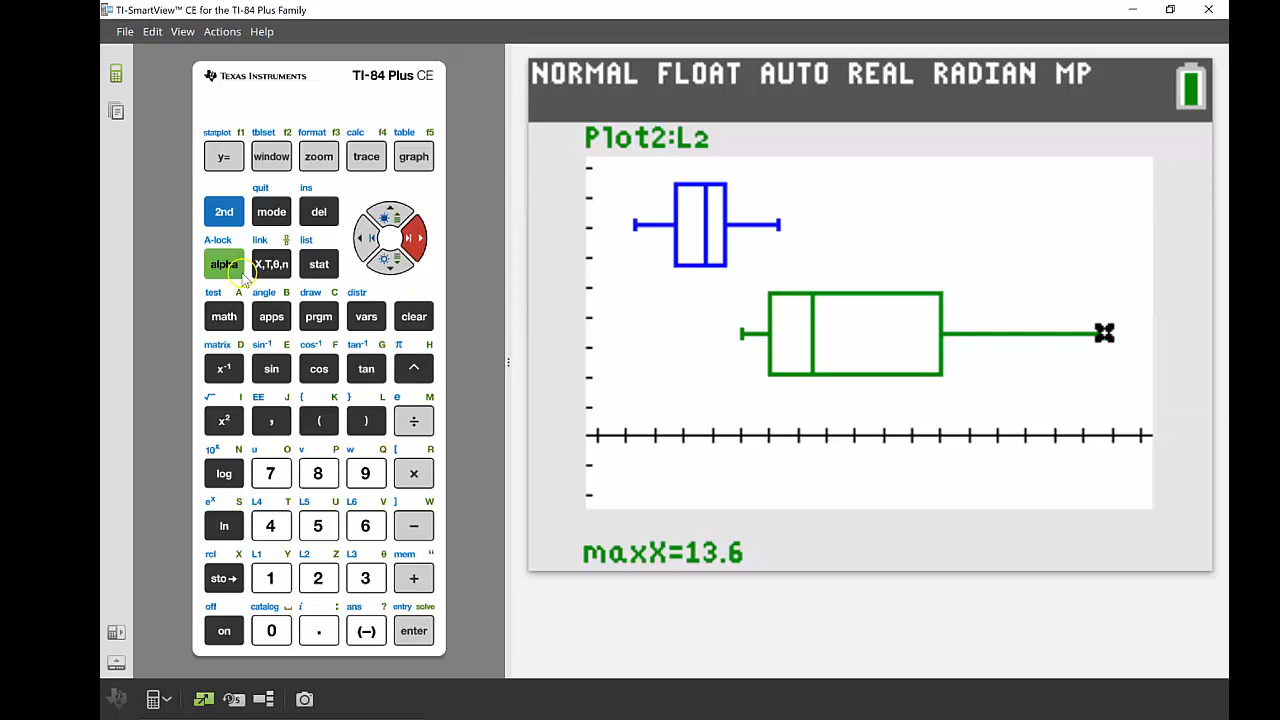 TI-SmartView™ CE for the TI-84 Plus Family
File Edit View Actions Help
TEXAS INSTRUMENTS TI-84 Plus CE
statplot f1 tblset f2 format f3 calc f4 table f5
y= window zoom trace graph
quit ins
2nd mode del
A-lock link list
alpha X,T,θ,n stat
test A angle B draw C distr
math apps prgm vars clear
matrix D sin⁻¹ E cos⁻¹ F tan⁻¹ G π H
x⁻¹ sin cos tan ^
√ I EE J { K } L e M
x² , ( ) ÷
10ˣ N u O v P w Q [ R
log 7 8 9 ×
eˣ S L4 T L5 U L6 V ] W
ln 4 5 6 −
rcl X L1 Y L2 Z L3 θ mem "
sto→ 1 2 3 +
off catalog ⎵ i : ans ? entry solve
on 0 . (–) enter
NORMAL FLOAT AUTO REAL RADIAN MP
Plot2:L₂
maxX=13.6